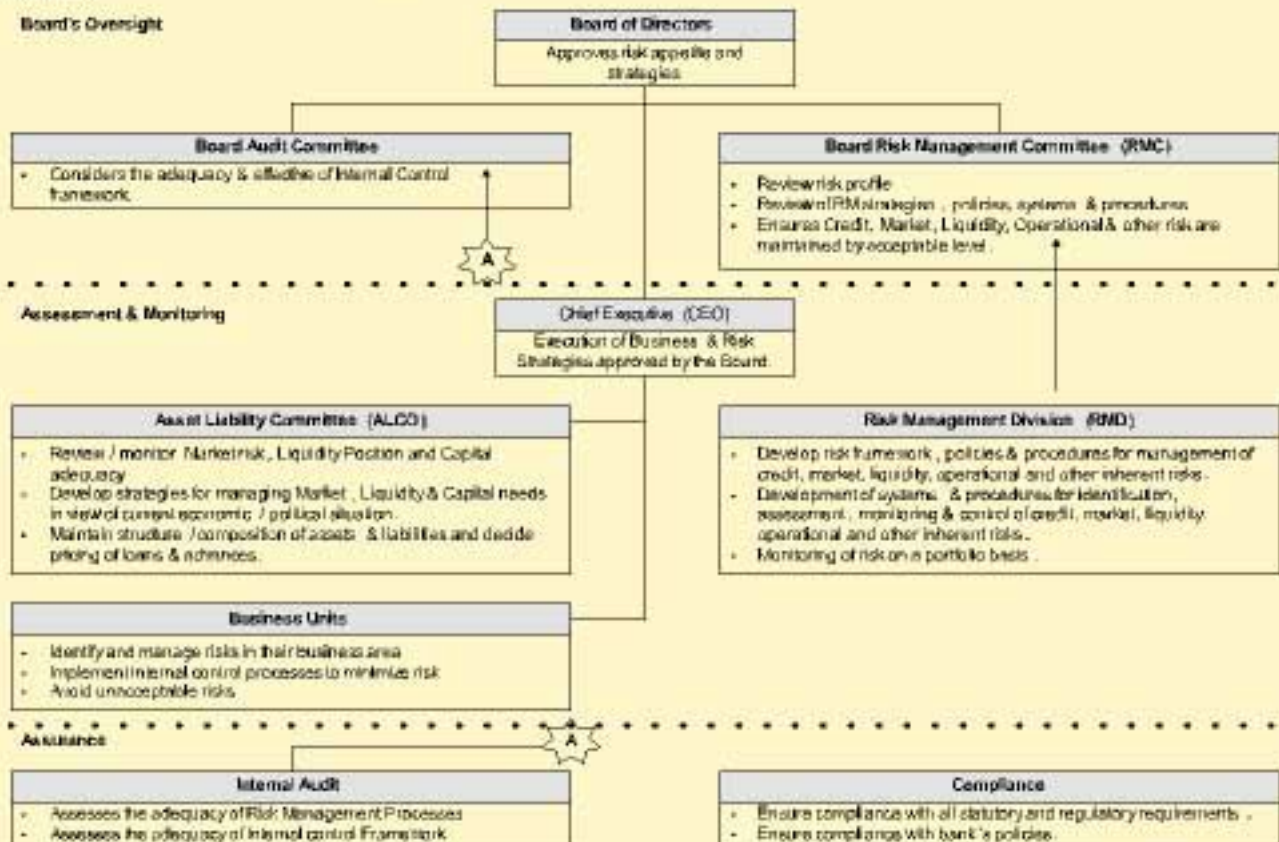 Board's Oversight
Board of Directors
Approves risk appetite and
strategies
Board Audit Committee
- Considers the adequacy & effective of Internal Control
framework.
A
Board Risk Management Committee (RMC)
- Review risk profile
- Review of RM strategies , policies, systems & procedures
- Ensures Credit, Market, Liquidity, Operational & other risk are
maintained by acceptable level .
Assessment & Monitoring
Chief Executive (CEO)
Execution of Business & Risk
Strategies approved by the Board.
Asset Liability Committee (ALCO)
- Review / monitor Market risk , Liquidity Position and Capital
adequacy
- Develop strategies for managing Market , Liquidity & Capital needs
in view of current economic / political situation.
- Maintain structure / composition of assets & liabilities and decide
pricing of loans & advances.
Risk Management Division (RMD)
- Develop risk framework , policies & procedures for management of
credit, market, liquidity, operational and other inherent risks .
- Development of systems & procedures for identification,
assessment , monitoring & control of credit, market, liquidity
operational and other inherent risks .
- Monitoring of risk on a portfolio basis .
Business Units
- Identify and manage risks in their business area
- Implement internal control processes to minimize risk
- Avoid unacceptable risks
Assurance
A
Internal Audit
- Assesses the adequacy of Risk Management Processes
- Assesses the adequacy of Internal control Framework
Compliance
- Ensure compliance with all statutory and regulatory requirements .
- Ensure compliance with bank's policies.